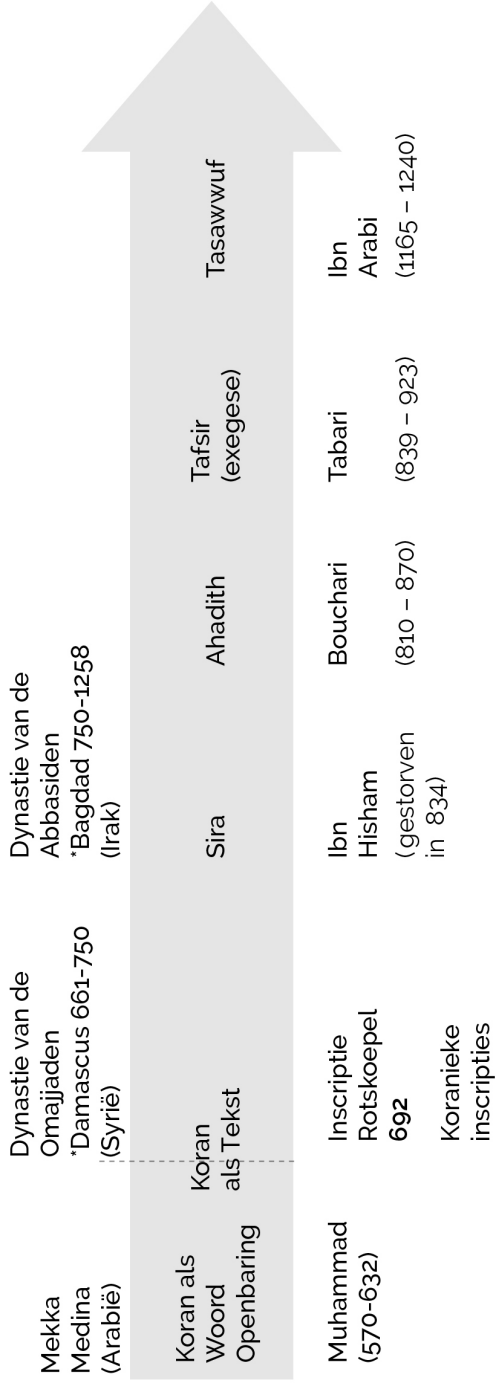 Mekka
Medina
(Arabië)
Dynastie van de
Omajjaden
*Damascus 661-750
(Syrië)
Dynastie van de
Abbasiden
*Bagdad 750-1258
(Irak)
Koran als
Woord
Openbaring
Koran
als Tekst
Sira
Ahadith
Tafsir
(exegese)
Tasawwuf
Muhammad
(570-632)
Inscriptie
Rotskoepel
692
Koranieke
inscripties
Ibn
Hisham
(gestorven
in 834)
Bouchari
(810 – 870)
Tabari
(839 – 923)
Ibn
Arabi
(1165 – 1240)